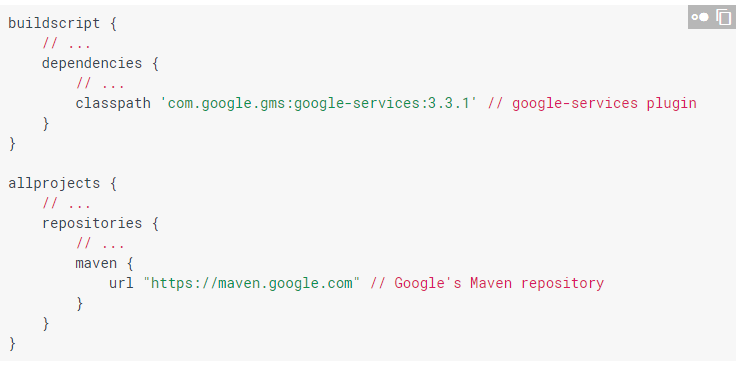 buildscript {
    // ...
    dependencies {
        // ...
        classpath 'com.google.gms:google-services:3.3.1' // google-services plugin
    }
}

allprojects {
    // ...
    repositories {
        // ...
        maven {
            url "https://maven.google.com" // Google's Maven repository
        }
    }
}